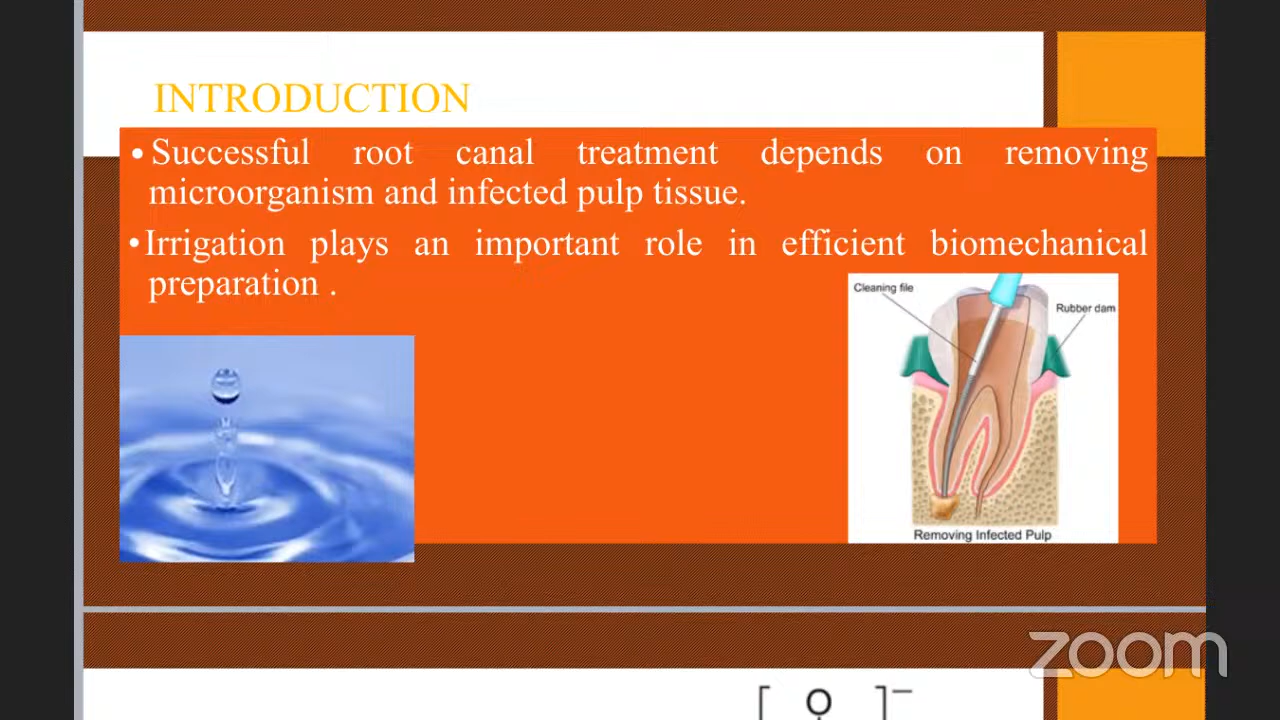 INTRODUCTION
• Successful root canal treatment depends on removing
microorganism and infected pulp tissue.
• Irrigation plays an important role in efficient biomechanical
preparation .
Cleaning file
Rubber dam
Removing Infected Pulp
zoom
[ O ]–